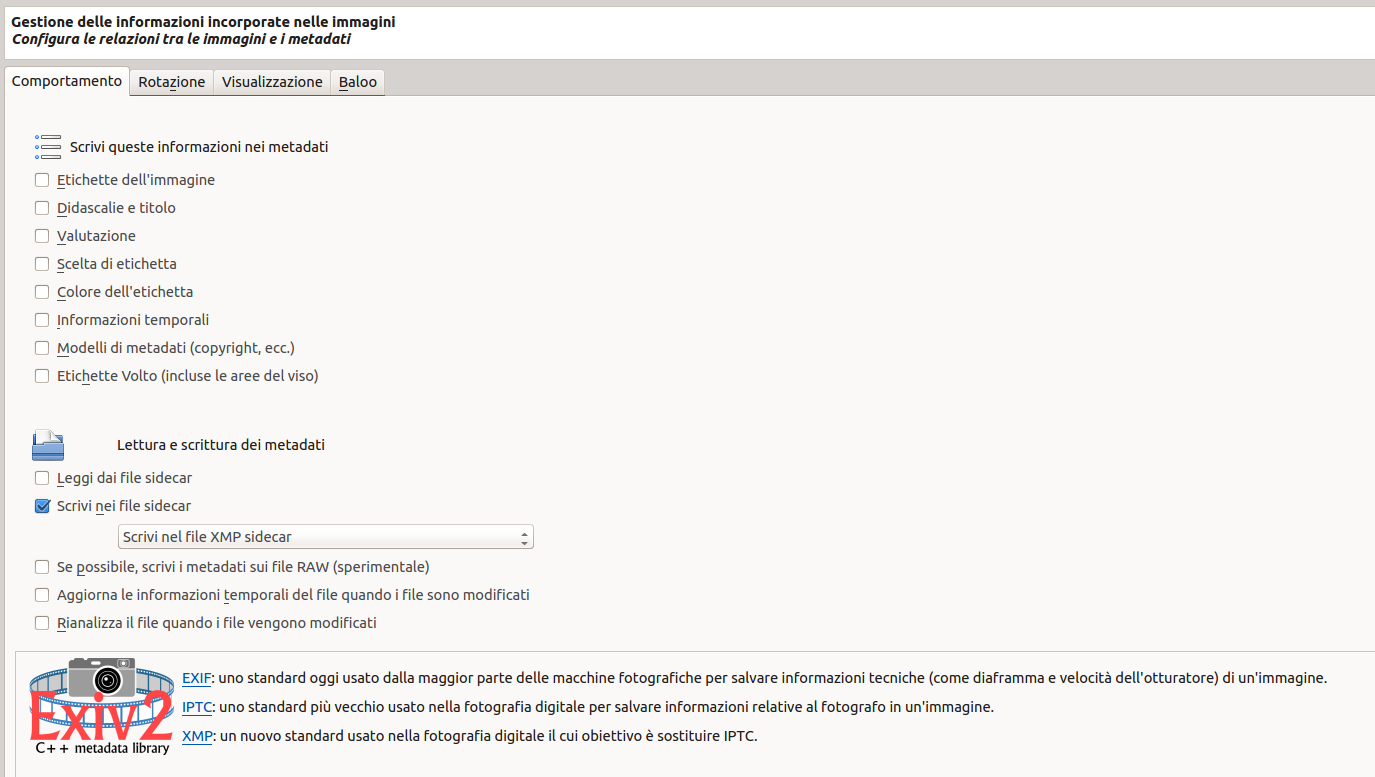 Gestione delle informazioni incorporate nelle immagini
Configura le relazioni tra le immagini e i metadati
Comportamento Rotazione Visualizzazione Baloo
Scrivi queste informazioni nei metadati
Etichette dell'immagine
Didascalie e titolo
Valutazione
Scelta di etichetta
Colore dell'etichetta
Informazioni temporali
Modelli di metadati (copyright, ecc.)
Etichette Volto (incluse le aree del viso)
Lettura e scrittura dei metadati
Leggi dai file sidecar
Scrivi nei file sidecar
Scrivi nel file XMP sidecar
Se possibile, scrivi i metadati sui file RAW (sperimentale)
Aggiorna le informazioni temporali del file quando i file sono modificati
Rianalizza il file quando i file vengono modificati
Exiv2
C++ metadata library
EXIF: uno standard oggi usato dalla maggior parte delle macchine fotografiche per salvare informazioni tecniche (come diaframma e velocità dell'otturatore) di un'immagine.
IPTC: uno standard più vecchio usato nella fotografia digitale per salvare informazioni relative al fotografo in un'immagine.
XMP: un nuovo standard usato nella fotografia digitale il cui obiettivo è sostituire IPTC.